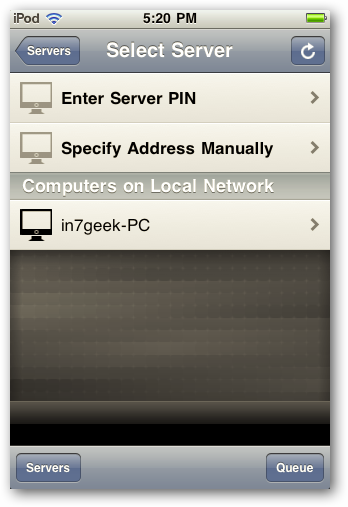 iPod 5:20 PM
Servers Select Server
Enter Server PIN
Specify Address Manually
Computers on Local Network
in7geek-PC
Servers Queue